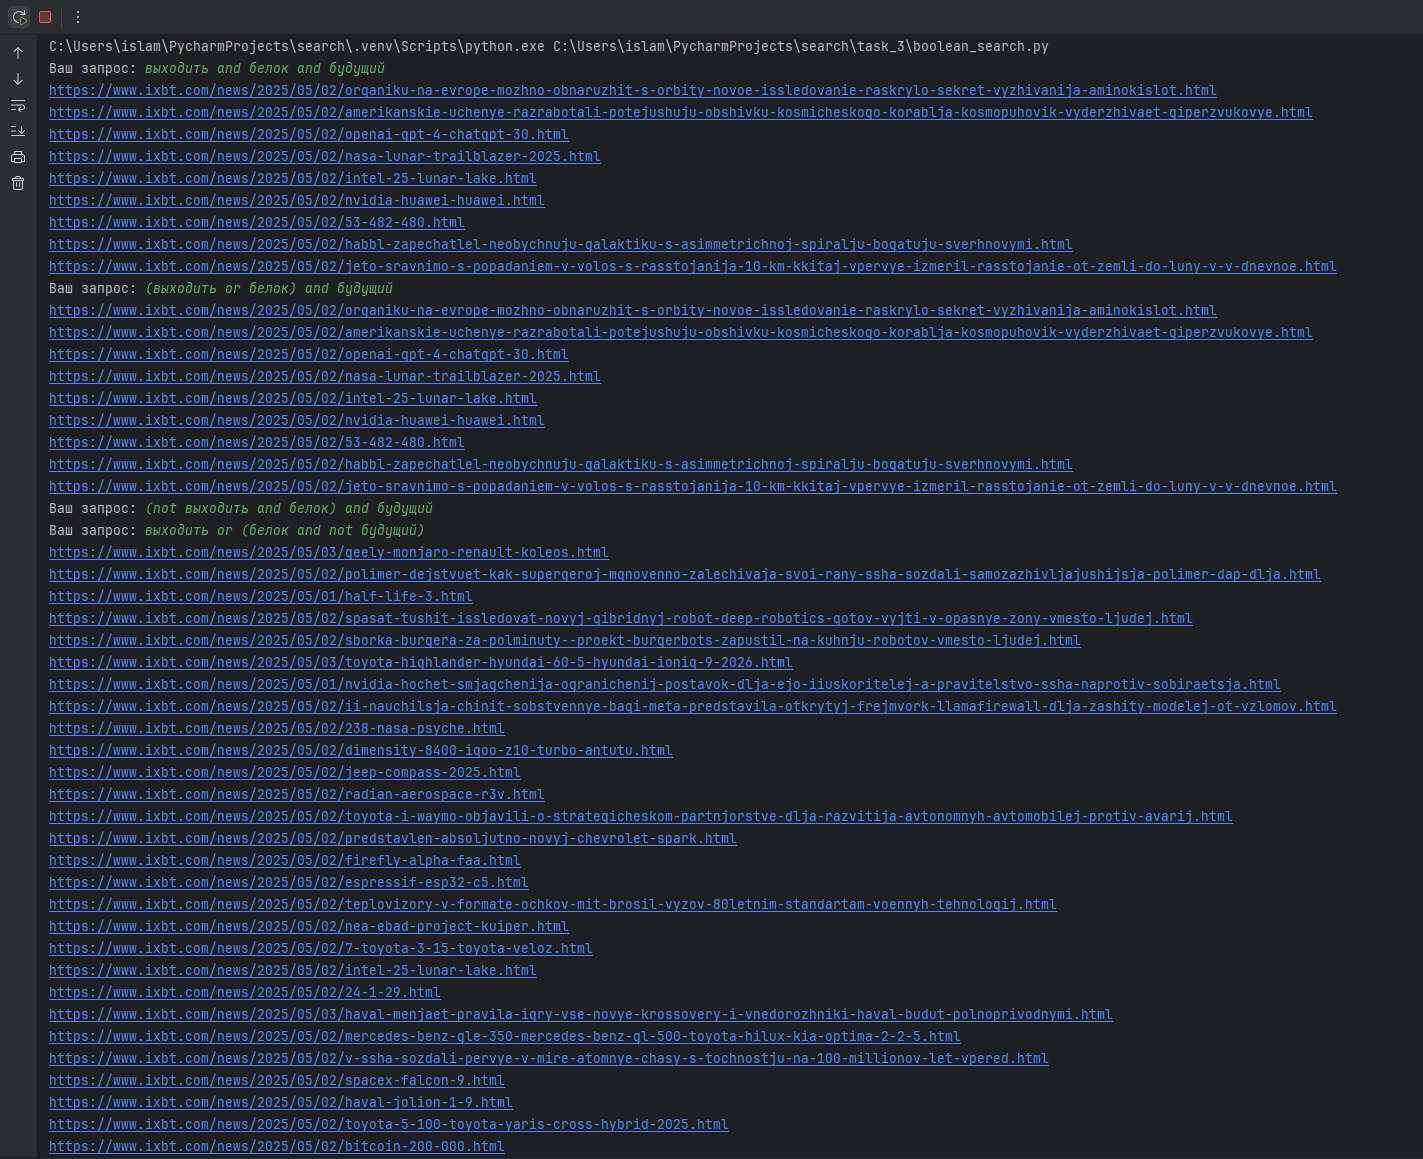 C:\Users\islam\PycharmProjects\search\.venv\Scripts\python.exe C:\Users\islam\PycharmProjects\search\task_3\boolean_search.py
Ваш запрос: выходить and белок and будущий
https://www.ixbt.com/news/2025/05/02/organiku-na-evrope-mozhno-obnaruzhit-s-orbity-novoe-issledovanie-raskrylo-sekret-vyzhivanija-aminokislot.html
https://www.ixbt.com/news/2025/05/02/amerikanskie-uchenye-razrabotali-potejushuju-obshivku-kosmicheskogo-korablja-kosmopuhovik-vyderzhivaet-giperzvukovye.html
https://www.ixbt.com/news/2025/05/02/openai-gpt-4-chatgpt-30.html
https://www.ixbt.com/news/2025/05/02/nasa-lunar-trailblazer-2025.html
https://www.ixbt.com/news/2025/05/02/intel-25-lunar-lake.html
https://www.ixbt.com/news/2025/05/02/nvidia-huawei-huawei.html
https://www.ixbt.com/news/2025/05/02/53-482-480.html
https://www.ixbt.com/news/2025/05/02/habbl-zapechatlel-neobychnuju-galaktiku-s-asimmetrichnoj-spiralju-bogatuju-sverhnovymi.html
https://www.ixbt.com/news/2025/05/02/jeto-sravnimo-s-popadaniem-v-volos-s-rasstojanija-10-km-kkitaj-vpervye-izmeril-rasstojanie-ot-zemli-do-luny-v-v-dnevnoe.html
Ваш запрос: (выходить or белок) and будущий
https://www.ixbt.com/news/2025/05/02/organiku-na-evrope-mozhno-obnaruzhit-s-orbity-novoe-issledovanie-raskrylo-sekret-vyzhivanija-aminokislot.html
https://www.ixbt.com/news/2025/05/02/amerikanskie-uchenye-razrabotali-potejushuju-obshivku-kosmicheskogo-korablja-kosmopuhovik-vyderzhivaet-giperzvukovye.html
https://www.ixbt.com/news/2025/05/02/openai-gpt-4-chatgpt-30.html
https://www.ixbt.com/news/2025/05/02/nasa-lunar-trailblazer-2025.html
https://www.ixbt.com/news/2025/05/02/intel-25-lunar-lake.html
https://www.ixbt.com/news/2025/05/02/nvidia-huawei-huawei.html
https://www.ixbt.com/news/2025/05/02/53-482-480.html
https://www.ixbt.com/news/2025/05/02/habbl-zapechatlel-neobychnuju-galaktiku-s-asimmetrichnoj-spiralju-bogatuju-sverhnovymi.html
https://www.ixbt.com/news/2025/05/02/jeto-sravnimo-s-popadaniem-v-volos-s-rasstojanija-10-km-kkitaj-vpervye-izmeril-rasstojanie-ot-zemli-do-luny-v-v-dnevnoe.html
Ваш запрос: (not выходить and белок) and будущий
Ваш запрос: выходить or (белок and not будущий)
https://www.ixbt.com/news/2025/05/03/geely-monjaro-renault-koleos.html
https://www.ixbt.com/news/2025/05/02/polimer-dejstvuet-kak-supergeroj-mgnovenno-zalechivaja-svoi-rany-ssha-sozdali-samozazhivljajushijsja-polimer-dap-dlja.html
https://www.ixbt.com/news/2025/05/01/half-life-3.html
https://www.ixbt.com/news/2025/05/02/spasat-tushit-issledovat-novyj-gibridnyj-robot-deep-robotics-gotov-vyjti-v-opasnye-zony-vmesto-ljudej.html
https://www.ixbt.com/news/2025/05/02/sborka-burgera-za-polminuty--proekt-burgerbots-zapustil-na-kuhnju-robotov-vmesto-ljudej.html
https://www.ixbt.com/news/2025/05/03/toyota-highlander-hyundai-60-5-hyundai-ioniq-9-2026.html
https://www.ixbt.com/news/2025/05/01/nvidia-hochet-smjagchenija-ogranichenij-postavok-dlja-ejo-iiuskoritelej-a-pravitelstvo-ssha-naprotiv-sobiraetsja.html
https://www.ixbt.com/news/2025/05/02/ii-nauchilsja-chinit-sobstvennye-bagi-meta-predstavila-otkrytyj-frejmvork-llamafirewall-dlja-zashity-modelej-ot-vzlomov.html
https://www.ixbt.com/news/2025/05/02/238-nasa-psyche.html
https://www.ixbt.com/news/2025/05/02/dimensity-8400-iqoo-z10-turbo-antutu.html
https://www.ixbt.com/news/2025/05/02/jeep-compass-2025.html
https://www.ixbt.com/news/2025/05/02/radian-aerospace-r3v.html
https://www.ixbt.com/news/2025/05/02/toyota-i-waymo-objavili-o-strategicheskom-partnjorstve-dlja-razvitija-avtonomnyh-avtomobilej-protiv-avarij.html
https://www.ixbt.com/news/2025/05/02/predstavlen-absoljutno-novyj-chevrolet-spark.html
https://www.ixbt.com/news/2025/05/02/firefly-alpha-faa.html
https://www.ixbt.com/news/2025/05/02/espressif-esp32-c5.html
https://www.ixbt.com/news/2025/05/02/teplovizory-v-formate-ochkov-mit-brosil-vyzov-80letnim-standartam-voennyh-tehnologij.html
https://www.ixbt.com/news/2025/05/02/nea-ebad-project-kuiper.html
https://www.ixbt.com/news/2025/05/02/7-toyota-3-15-toyota-veloz.html
https://www.ixbt.com/news/2025/05/02/intel-25-lunar-lake.html
https://www.ixbt.com/news/2025/05/02/24-1-29.html
https://www.ixbt.com/news/2025/05/03/haval-menjaet-pravila-igry-vse-novye-krossovery-i-vnedorozhniki-haval-budut-polnoprivodnymi.html
https://www.ixbt.com/news/2025/05/02/mercedes-benz-gle-350-mercedes-benz-gl-500-toyota-hilux-kia-optima-2-2-5.html
https://www.ixbt.com/news/2025/05/02/v-ssha-sozdali-pervye-v-mire-atomnye-chasy-s-tochnostju-na-100-millionov-let-vpered.html
https://www.ixbt.com/news/2025/05/02/spacex-falcon-9.html
https://www.ixbt.com/news/2025/05/02/haval-jolion-1-9.html
https://www.ixbt.com/news/2025/05/02/toyota-5-100-toyota-yaris-cross-hybrid-2025.html
https://www.ixbt.com/news/2025/05/02/bitcoin-200-000.html